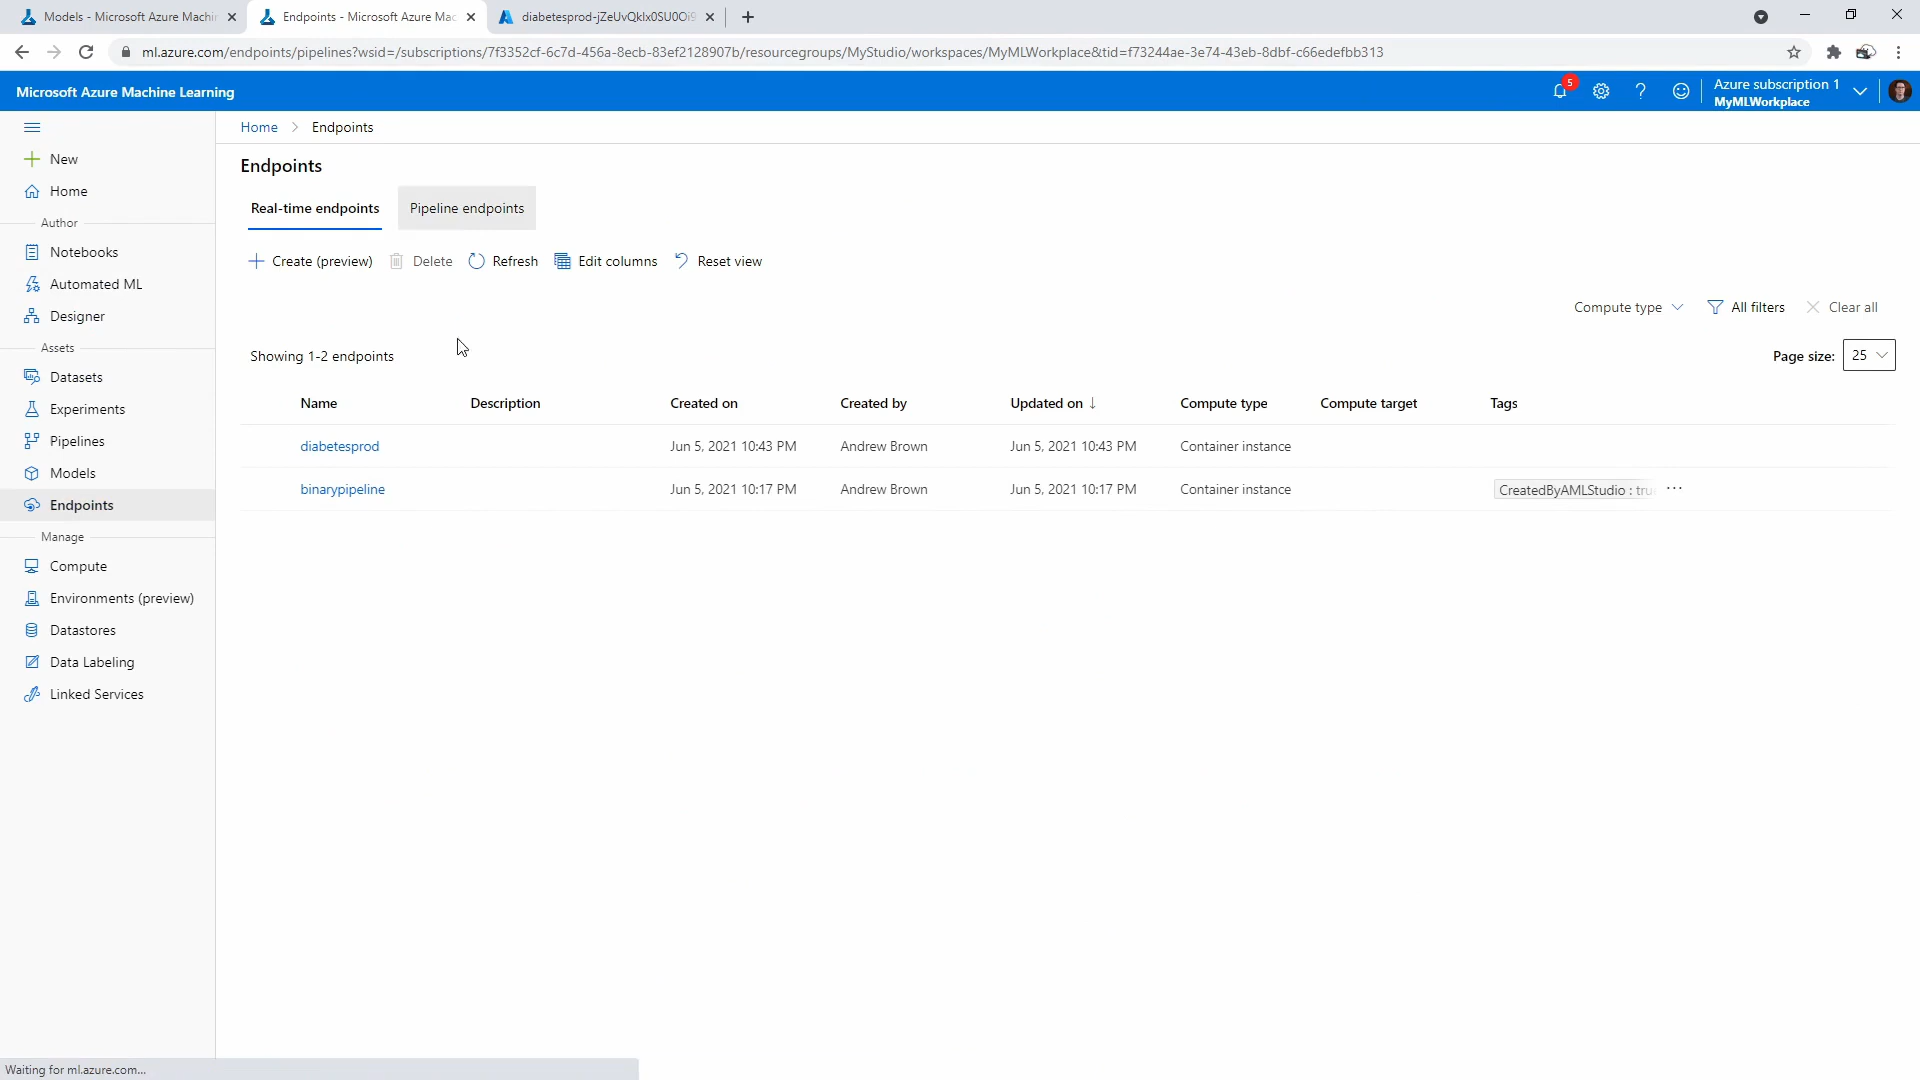 Models - Microsoft Azure Machin
Endpoints - Microsoft Azure Mac
diabetesprod-jZeUvQkIx0SU0Oi9
ml.azure.com/endpoints/pipelines?wsid=/subscriptions/7f3352cf-6c7d-456a-8ecb-83ef2128907b/resourcegroups/MyStudio/workspaces/MyMLWorkplace&tid=f73244ae-3e74-43eb-8dbf-c66edefbb313
Microsoft Azure Machine Learning
5
Azure subscription 1
MyMLWorkplace
New
Home
Author
Notebooks
Automated ML
Designer
Assets
Datasets
Experiments
Pipelines
Models
Endpoints
Manage
Compute
Environments (preview)
Datastores
Data Labeling
Linked Services
Home > Endpoints
Endpoints
Real-time endpoints Pipeline endpoints
+ Create (preview) Delete Refresh Edit columns Reset view
Compute type All filters Clear all
Showing 1-2 endpoints Page size: 25
Name Description Created on Created by Updated on ↓ Compute type Compute target Tags
diabetesprod Jun 5, 2021 10:43 PM Andrew Brown Jun 5, 2021 10:43 PM Container instance
binarypipeline Jun 5, 2021 10:17 PM Andrew Brown Jun 5, 2021 10:17 PM Container instance CreatedByAMLStudio : tru ...
Waiting for ml.azure.com...